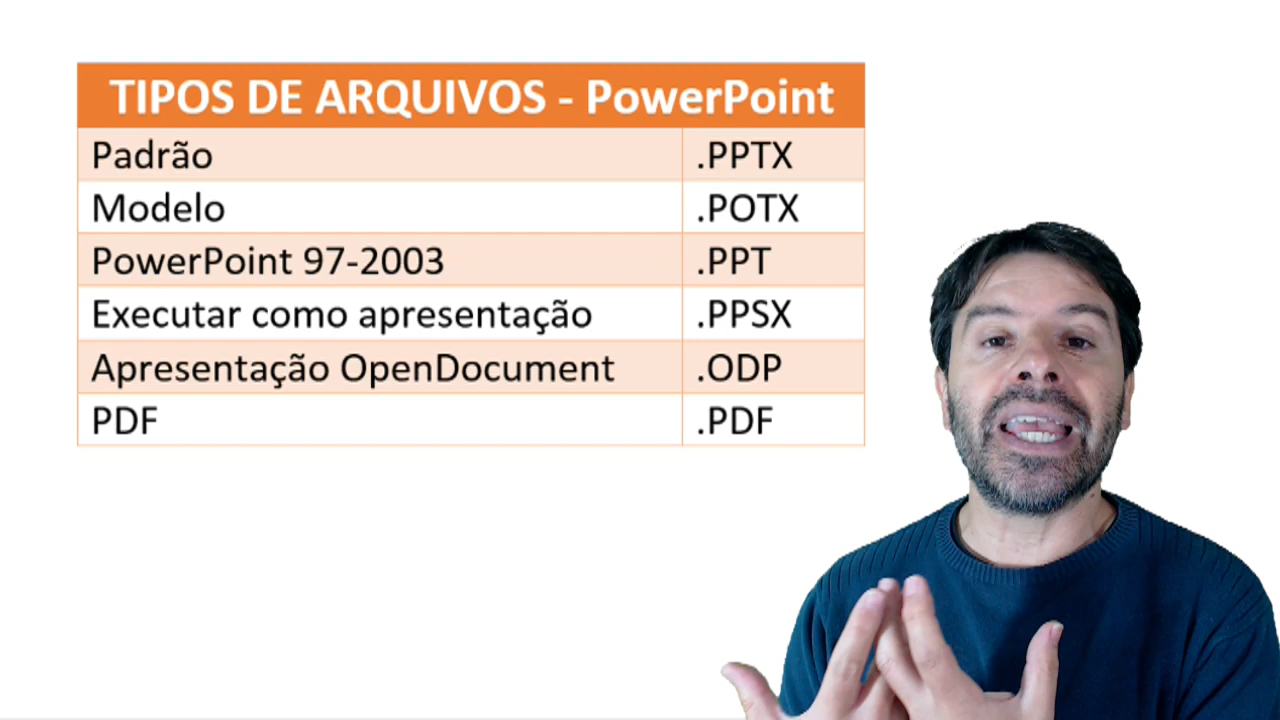 TIPOS DE ARQUIVOS - PowerPoint
Padrão .PPTX
Modelo .POTX
PowerPoint 97-2003 .PPT
Executar como apresentação .PPSX
Apresentação OpenDocument .ODP
PDF .PDF